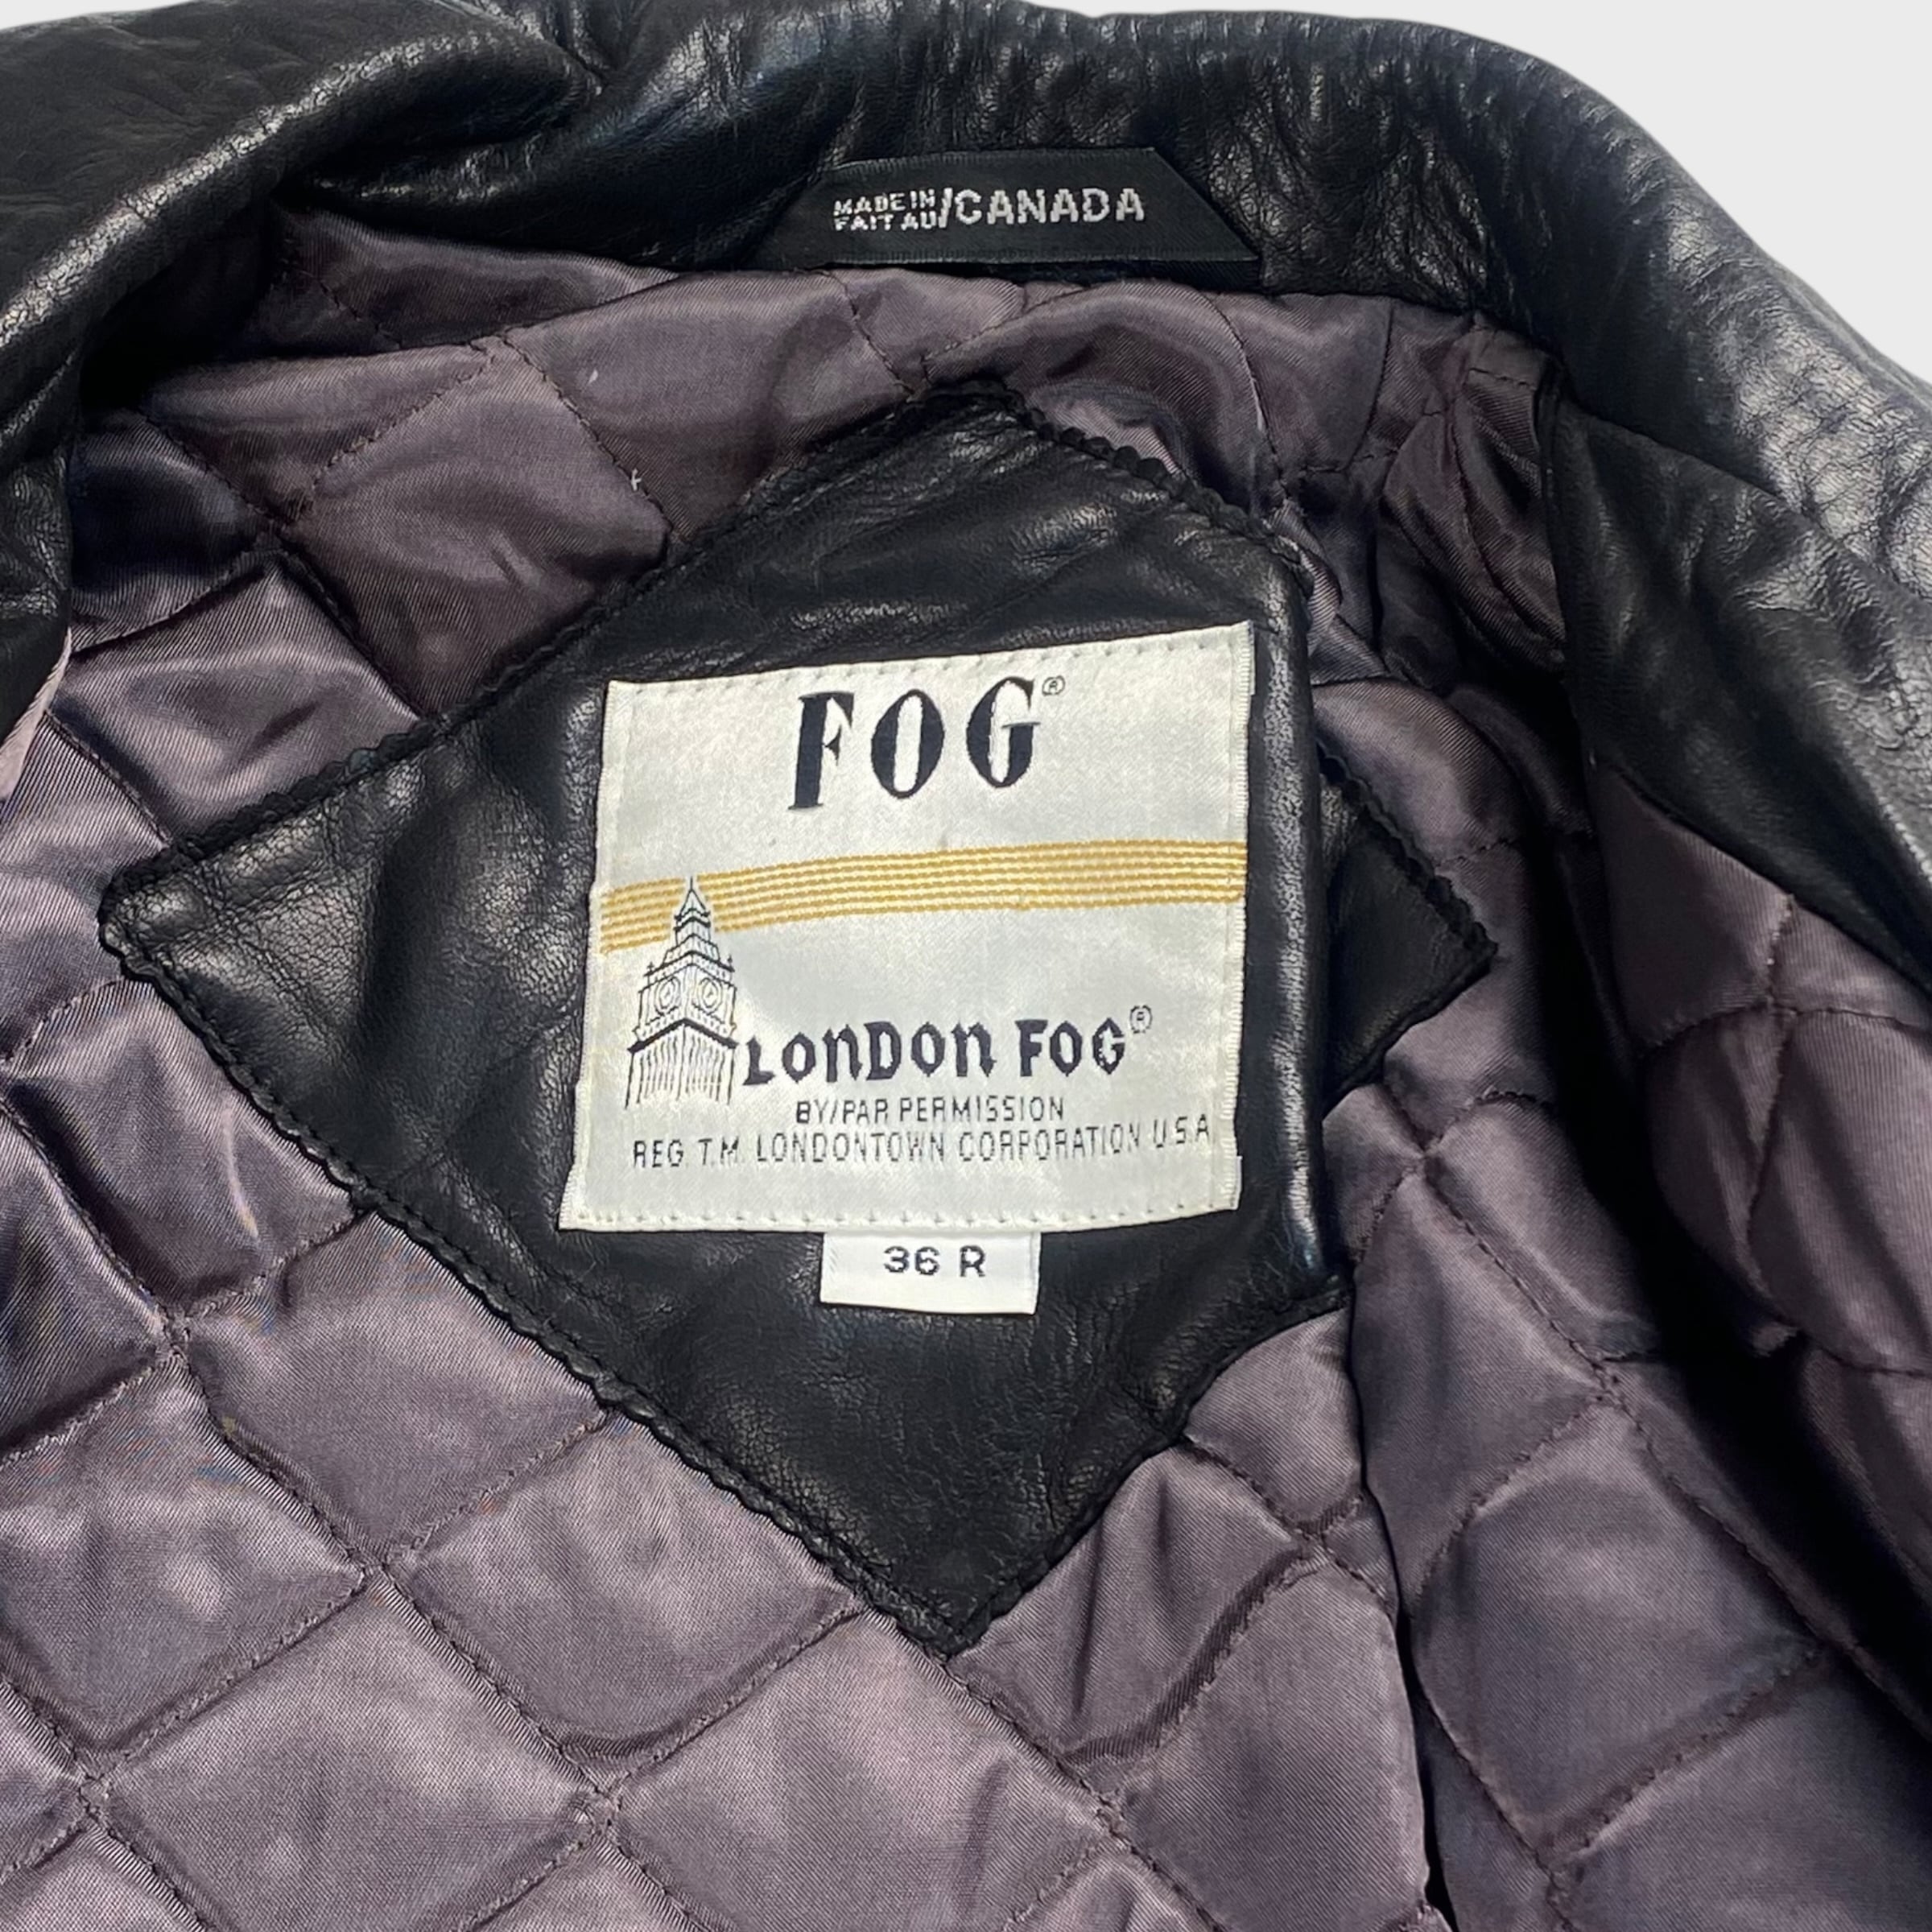 MADE IN
FAIT AU/CANADA
FOG®
LONDON FOG®
BY/PAR PERMISSION
REG. T.M. LONDONTOWN CORPORATION U.S.A
36 R